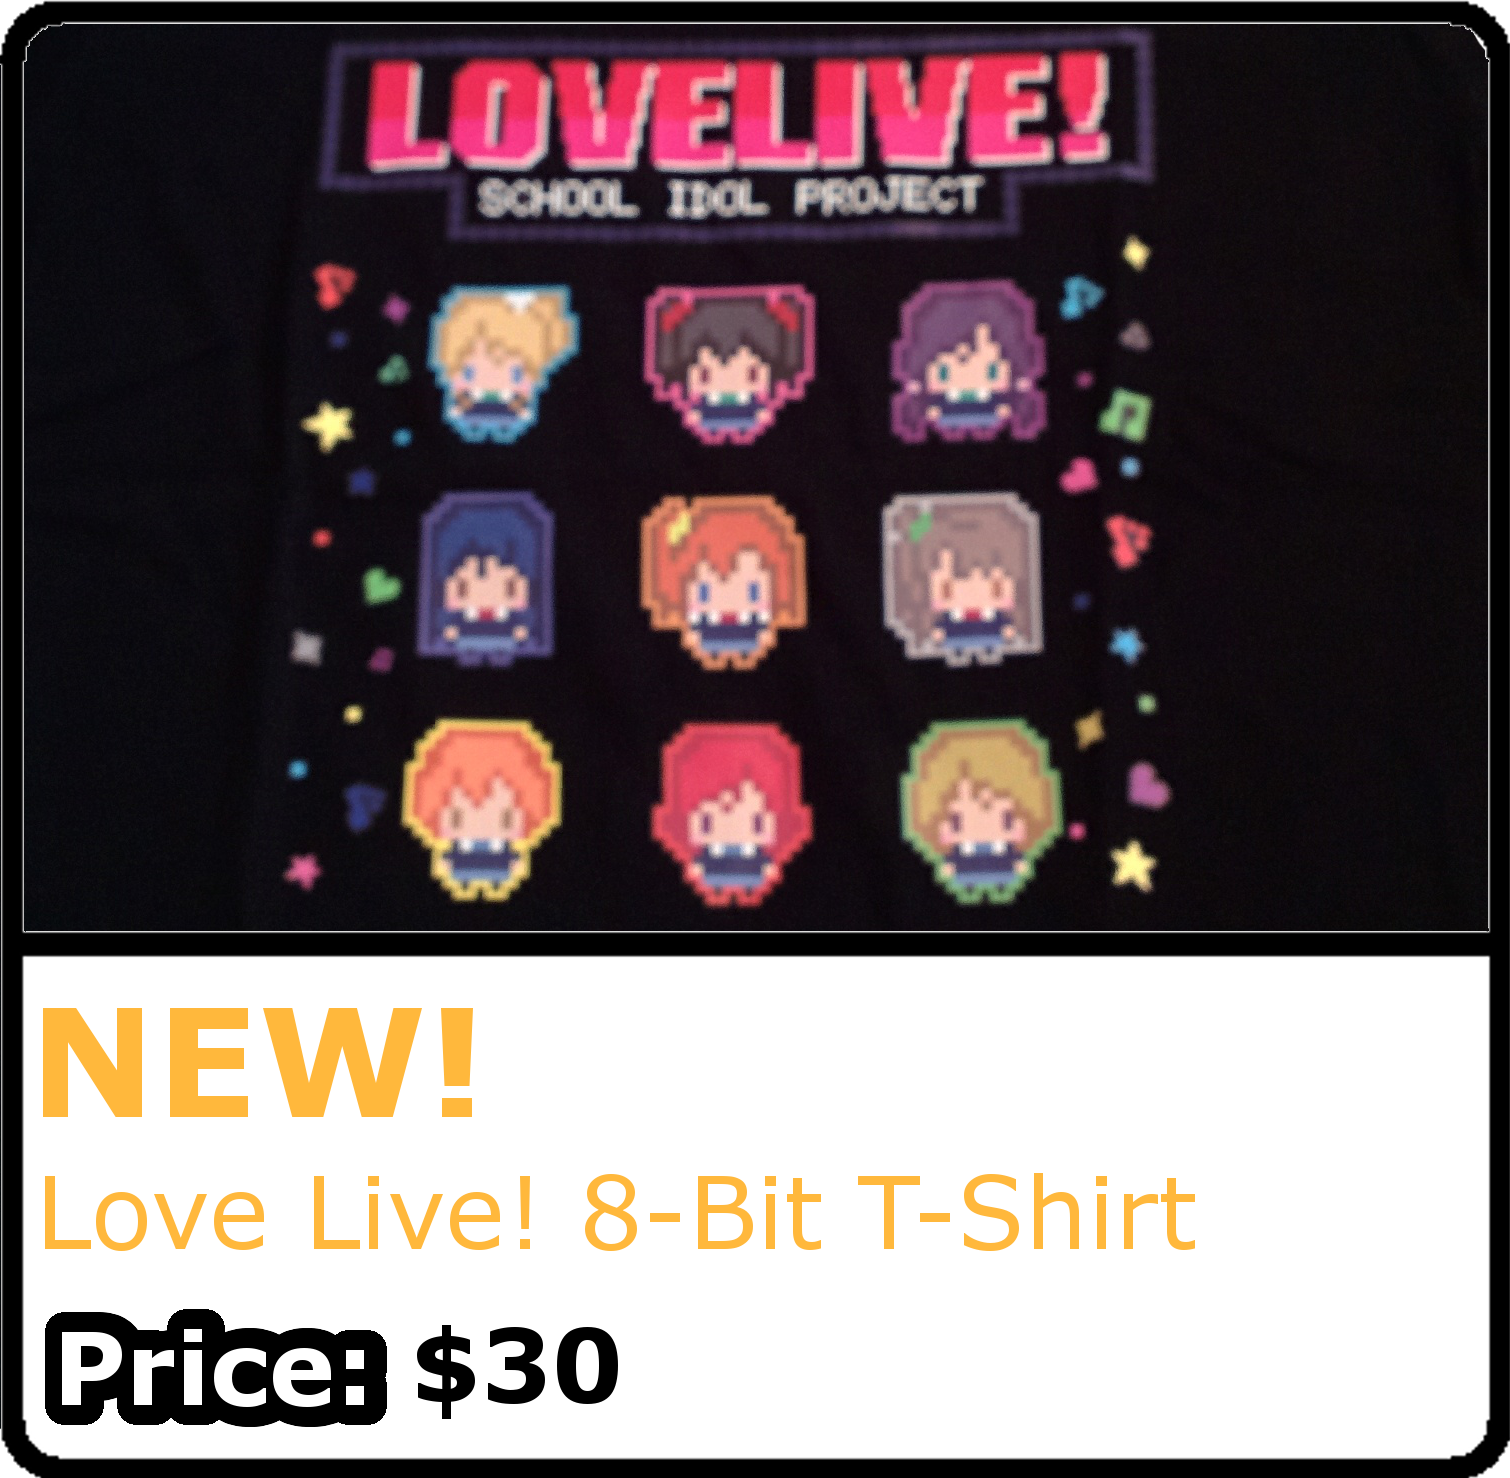 LOVELIVE!
SCHOOL IDOL PROJECT
NEW!
Love Live! 8-Bit T-Shirt
Price: $30